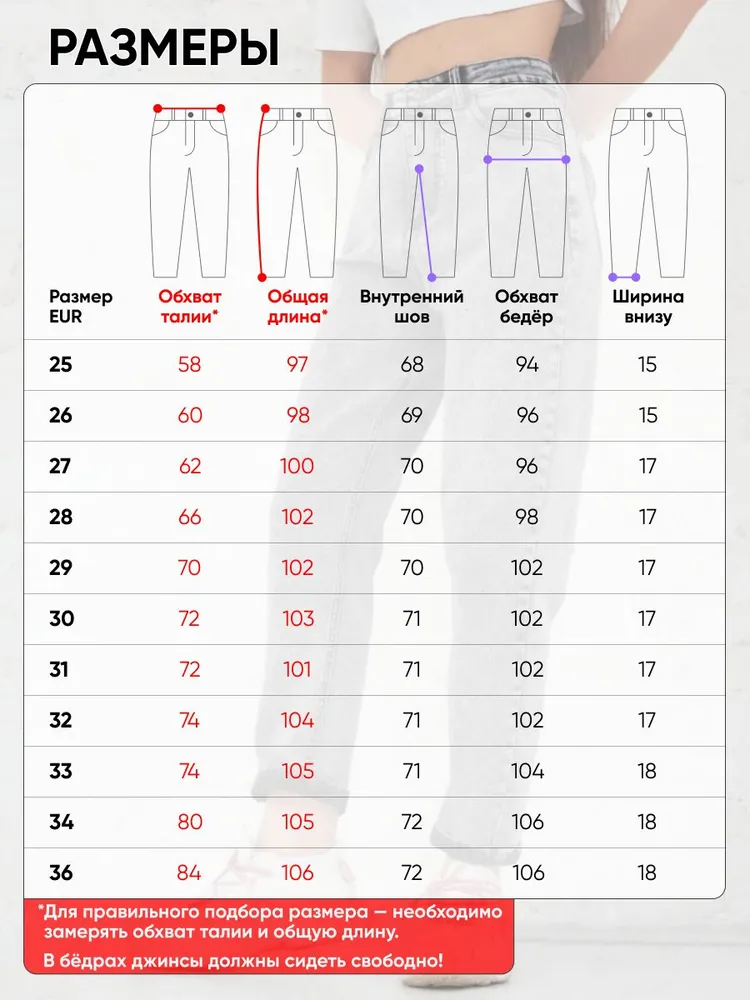 РАЗМЕРЫ
Размер EUR Обхват талии* Общая длина* Внутренний шов Обхват бедёр Ширина внизу
25 58 97 68 94 15
26 60 98 69 96 15
27 62 100 70 96 17
28 66 102 70 98 17
29 70 102 70 102 17
30 72 103 71 102 17
31 72 101 71 102 17
32 74 104 71 102 17
33 74 105 71 104 18
34 80 105 72 106 18
36 84 106 72 106 18
*Для правильного подбора размера — необходимо
замерять обхват талии и общую длину.
В бёдрах джинсы должны сидеть свободно!